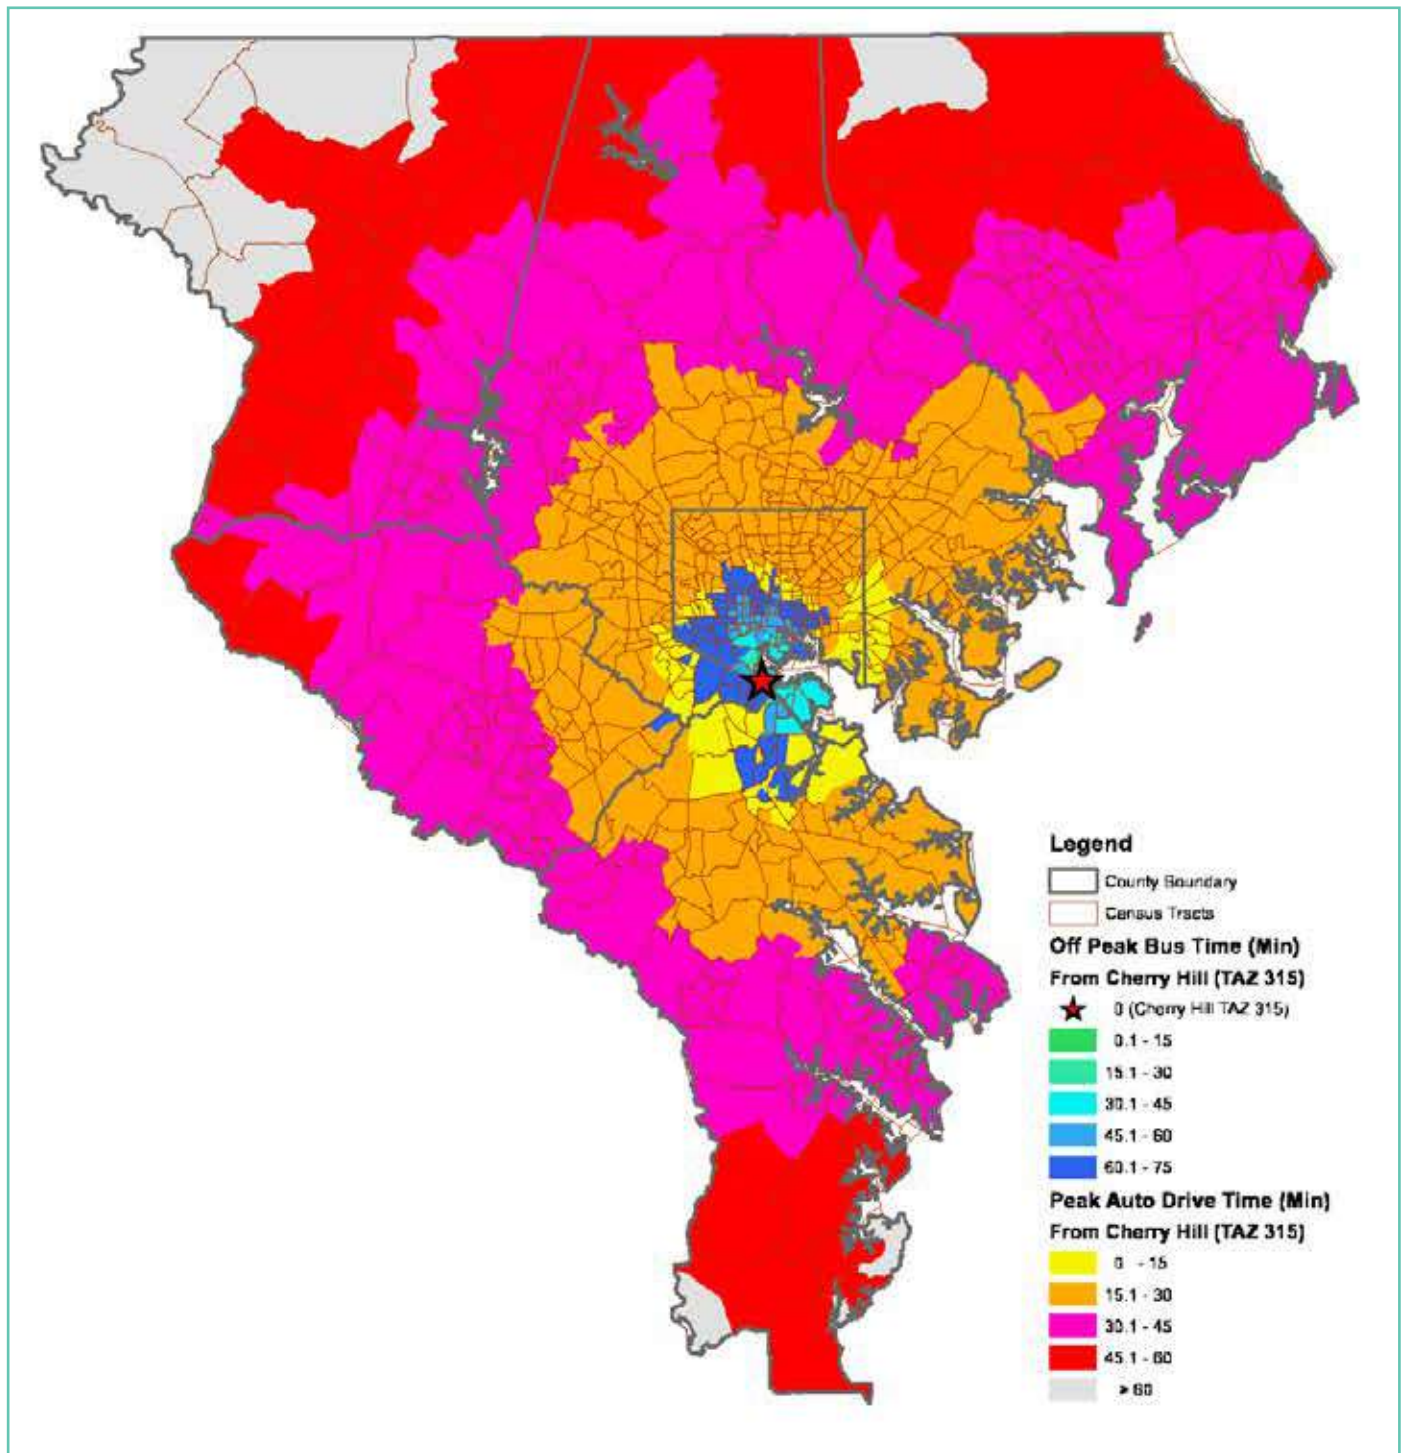 Legend
County Boundary
Census Tracts
Off Peak Bus Time (Min)
From Cherry Hill (TAZ 315)
0 (Cherry Hill TAZ 315)
0.1 - 15
15.1 - 30
30.1 - 45
45.1 - 60
60.1 - 75
Peak Auto Drive Time (Min)
From Cherry Hill (TAZ 315)
0 - 15
15.1 - 30
30.1 - 45
45.1 - 60
> 60